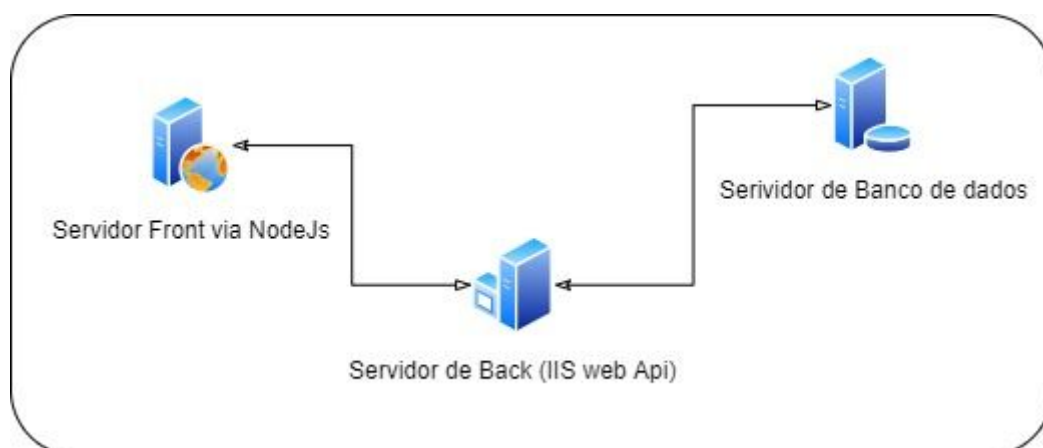 Serividor de Banco de dados
Servidor Front via NodeJs
Servidor de Back (IIS web Api)